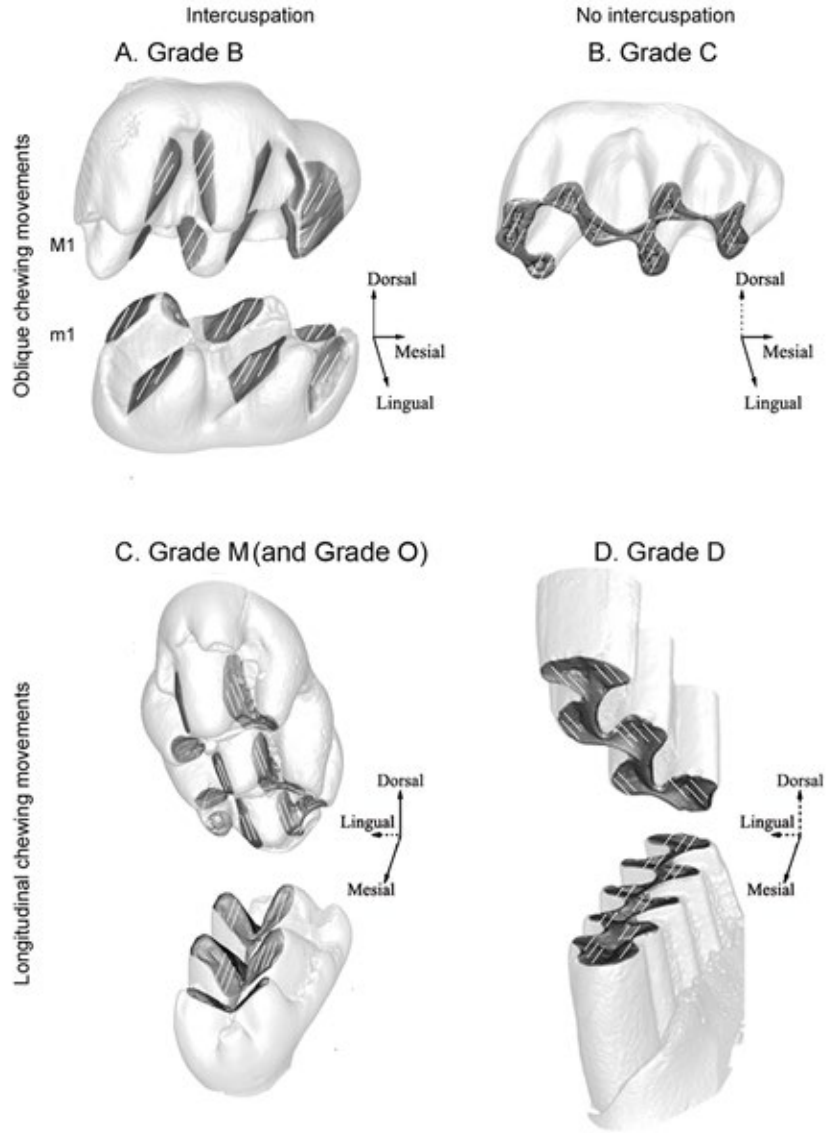 Intercuspation
No intercuspation
A. Grade B
B. Grade C
Oblique chewing movements
M1
m1
Dorsal
Mesial
Lingual
Dorsal
Mesial
Lingual
C. Grade M (and Grade O)
D. Grade D
Longitudinal chewing movements
Dorsal
Lingual
Mesial
Dorsal
Lingual
Mesial